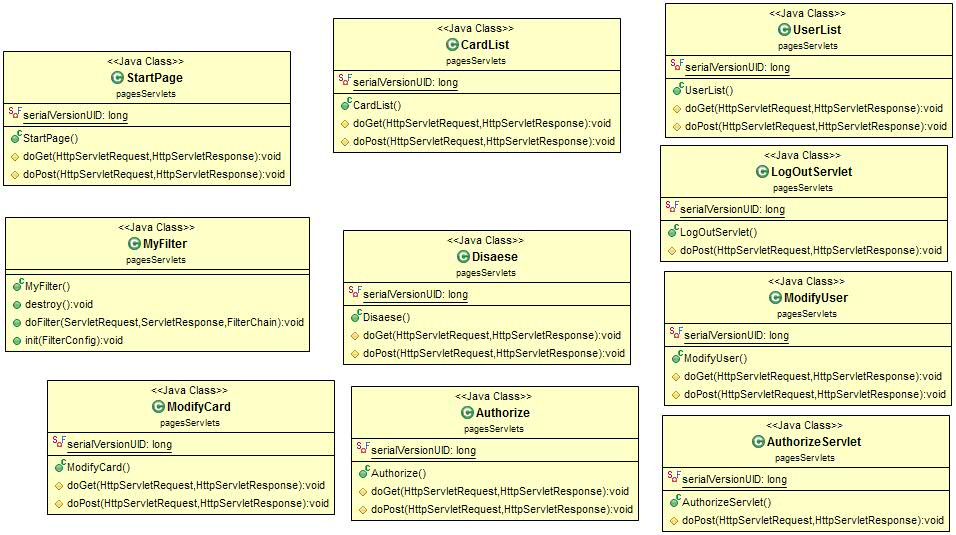 <<Java Class>>
StartPage
pagesServlets
serialVersionUID: long
StartPage()
doGet(HttpServletRequest,HttpServletResponse):void
doPost(HttpServletRequest,HttpServletResponse):void
<<Java Class>>
CardList
pagesServlets
serialVersionUID: long
CardList()
doGet(HttpServletRequest,HttpServletResponse):void
doPost(HttpServletRequest,HttpServletResponse):void
<<Java Class>>
UserList
pagesServlets
serialVersionUID: long
UserList()
doGet(HttpServletRequest,HttpServletResponse):void
doPost(HttpServletRequest,HttpServletResponse):void
<<Java Class>>
LogOutServlet
pagesServlets
serialVersionUID: long
LogOutServlet()
doPost(HttpServletRequest,HttpServletResponse):void
<<Java Class>>
MyFilter
pagesServlets
MyFilter()
destroy():void
doFilter(ServletRequest,ServletResponse,FilterChain):void
init(FilterConfig):void
<<Java Class>>
Disaese
pagesServlets
serialVersionUID: long
Disaese()
doGet(HttpServletRequest,HttpServletResponse):void
doPost(HttpServletRequest,HttpServletResponse):void
<<Java Class>>
ModifyUser
pagesServlets
serialVersionUID: long
ModifyUser()
doGet(HttpServletRequest,HttpServletResponse):void
doPost(HttpServletRequest,HttpServletResponse):void
<<Java Class>>
ModifyCard
pagesServlets
serialVersionUID: long
ModifyCard()
doGet(HttpServletRequest,HttpServletResponse):void
doPost(HttpServletRequest,HttpServletResponse):void
<<Java Class>>
Authorize
pagesServlets
serialVersionUID: long
Authorize()
doGet(HttpServletRequest,HttpServletResponse):void
doPost(HttpServletRequest,HttpServletResponse):void
<<Java Class>>
AuthorizeServlet
pagesServlets
serialVersionUID: long
AuthorizeServlet()
doPost(HttpServletRequest,HttpServletResponse):void